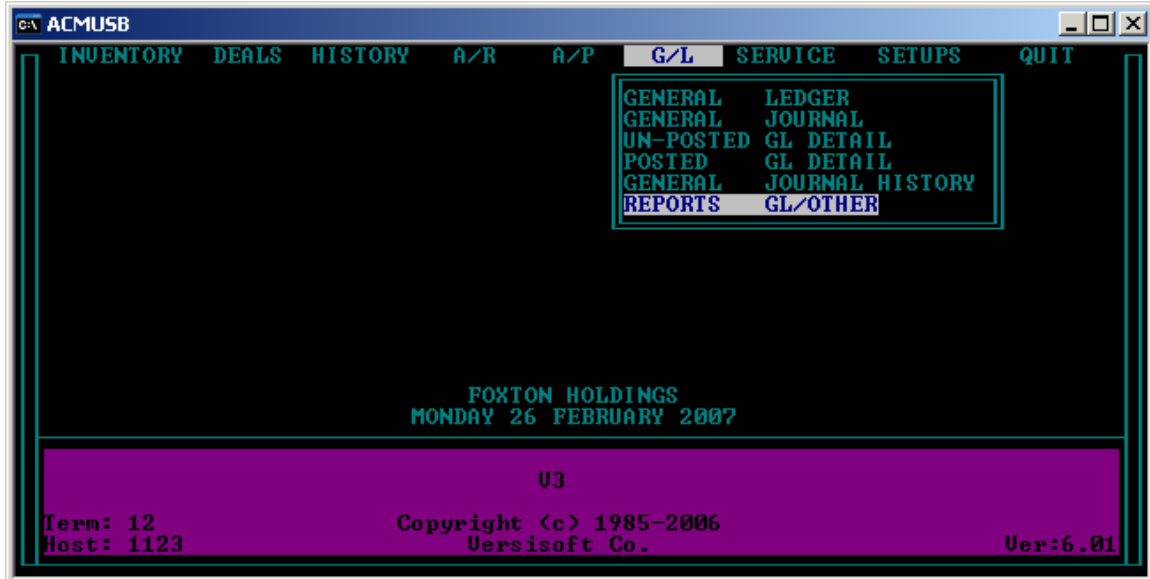 ACMUSB
INVENTORY DEALS HISTORY A/R A/P G/L SERVICE SETUPS QUIT
GENERAL LEDGER
GENERAL JOURNAL
UN-POSTED GL DETAIL
POSTED GL DETAIL
GENERAL JOURNAL HISTORY
REPORTS GL/OTHER
FOXTON HOLDINGS
MONDAY 26 FEBRUARY 2007
V3
Term: 12 Copyright (c) 1985-2006
Host: 1123 Versisoft Co. Ver:6.01